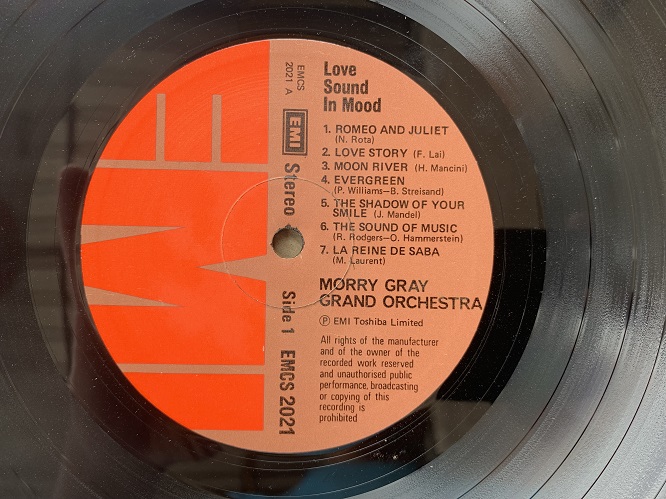 Love
Sound
In Mood
EMCS
2021 A
EMI
Stereo
1. ROMEO AND JULIET
(N. Rota)
2. LOVE STORY (F. Lai)
3. MOON RIVER (H. Mancini)
4. EVERGREEN
(P. Williams-B. Streisand)
5. THE SHADOW OF YOUR
SMILE (J. Mandel)
6. THE SOUND OF MUSIC
(R. Rodgers-O. Hammerstein)
7. LA REINE DE SABA
(M. Laurent)
MORRY GRAY
GRAND ORCHESTRA
Ⓟ EMI Toshiba Limited
All rights of the manufacturer
and of the owner of the
recorded work reserved
and unauthorised public
performance, broadcasting
or copying of this
recording is
prohibited
Side 1
EMCS 2021
EMI